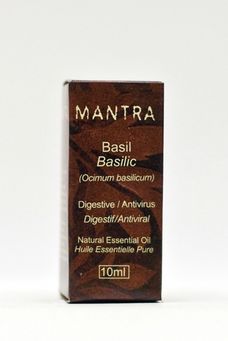 MANTRA
Basil
Basilic
(Ocimum basilicum)
Digestive / Antivirus
Digestif/Antiviral
Natural Essential Oil
Huile Essentielle Pure
10ml